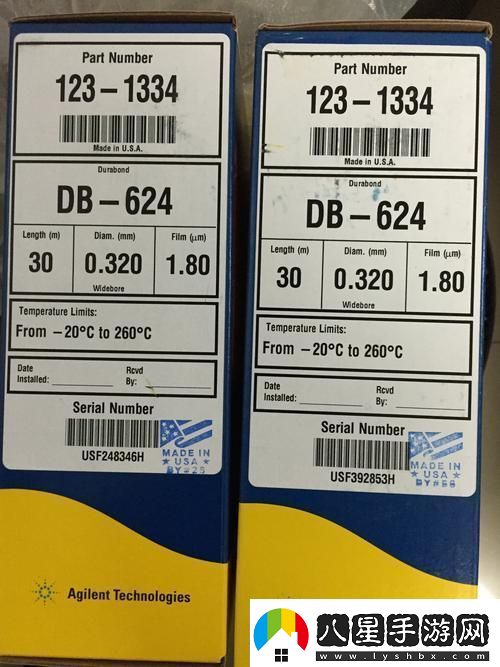 Part Number
123-1334
Made in U.S.A.
Durabond
DB-624
Length (m) Diam. (mm) Film (μm)
30 0.320 1.80
Widebore
Temperature Limits:
From -20°C to 260°C
Date Installed: Rcvd By:
Serial Number
USF248346H
MADE IN
USA
BY#26
Agilent Technologies
Part Number
123-1334
Made in U.S.A.
Durabond
DB-624
Length (m) Diam. (mm) Film (μm)
30 0.320 1.80
Widebore
Temperature Limits:
From -20°C to 260°C
Date Installed: Rcvd By:
Serial Number
USF392853H
MADE IN
USA
Agilent
八星手游网
www.lyshbx.com